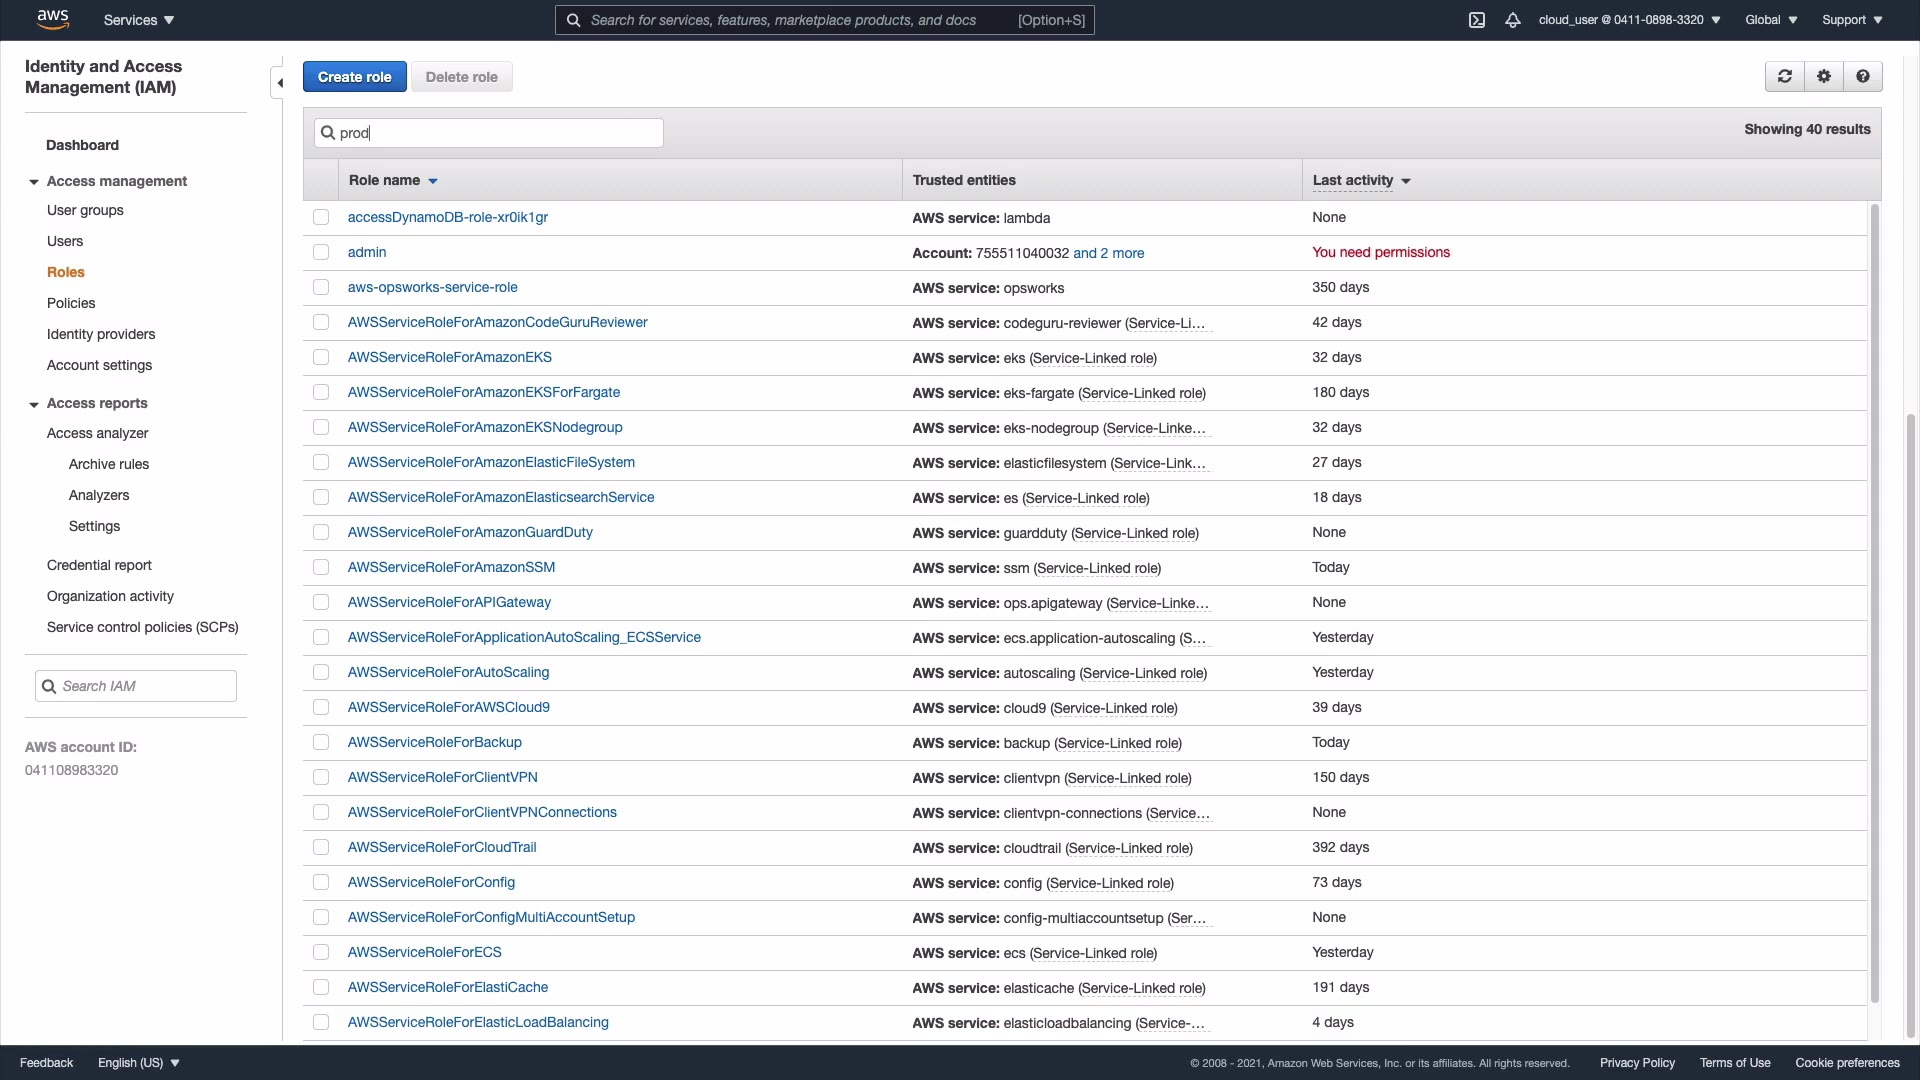 aws
Services
Search for services, features, marketplace products, and docs [Option+S]
cloud_user @ 0411-0898-3320
Global
Support
Identity and Access
Management (IAM)
Dashboard
Access management
User groups
Users
Roles
Policies
Identity providers
Account settings
Access reports
Access analyzer
Archive rules
Analyzers
Settings
Credential report
Organization activity
Service control policies (SCPs)
Search IAM
AWS account ID:
041108983320
Create role Delete role
prod
Showing 40 results
Role name Trusted entities Last activity
accessDynamoDB-role-xr0ik1gr AWS service: lambda None
admin Account: 755511040032 and 2 more You need permissions
aws-opsworks-service-role AWS service: opsworks 350 days
AWSServiceRoleForAmazonCodeGuruReviewer AWS service: codeguru-reviewer (Service-Li... 42 days
AWSServiceRoleForAmazonEKS AWS service: eks (Service-Linked role) 32 days
AWSServiceRoleForAmazonEKSForFargate AWS service: eks-fargate (Service-Linked role) 180 days
AWSServiceRoleForAmazonEKSNodegroup AWS service: eks-nodegroup (Service-Linke... 32 days
AWSServiceRoleForAmazonElasticFileSystem AWS service: elasticfilesystem (Service-Link... 27 days
AWSServiceRoleForAmazonElasticsearchService AWS service: es (Service-Linked role) 18 days
AWSServiceRoleForAmazonGuardDuty AWS service: guardduty (Service-Linked role) None
AWSServiceRoleForAmazonSSM AWS service: ssm (Service-Linked role) Today
AWSServiceRoleForAPIGateway AWS service: ops.apigateway (Service-Linke... None
AWSServiceRoleForApplicationAutoScaling_ECSService AWS service: ecs.application-autoscaling (S... Yesterday
AWSServiceRoleForAutoScaling AWS service: autoscaling (Service-Linked role) Yesterday
AWSServiceRoleForAWSCloud9 AWS service: cloud9 (Service-Linked role) 39 days
AWSServiceRoleForBackup AWS service: backup (Service-Linked role) Today
AWSServiceRoleForClientVPN AWS service: clientvpn (Service-Linked role) 150 days
AWSServiceRoleForClientVPNConnections AWS service: clientvpn-connections (Service... None
AWSServiceRoleForCloudTrail AWS service: cloudtrail (Service-Linked role) 392 days
AWSServiceRoleForConfig AWS service: config (Service-Linked role) 73 days
AWSServiceRoleForConfigMultiAccountSetup AWS service: config-multiaccountsetup (Ser... None
AWSServiceRoleForECS AWS service: ecs (Service-Linked role) Yesterday
AWSServiceRoleForElastiCache AWS service: elasticache (Service-Linked role) 191 days
AWSServiceRoleForElasticLoadBalancing AWS service: elasticloadbalancing (Service-... 4 days
Feedback English (US) © 2008 - 2021, Amazon Web Services, Inc. or its affiliates. All rights reserved. Privacy Policy Terms of Use Cookie preferences